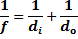 1/f = 1/d_i + 1/d_o